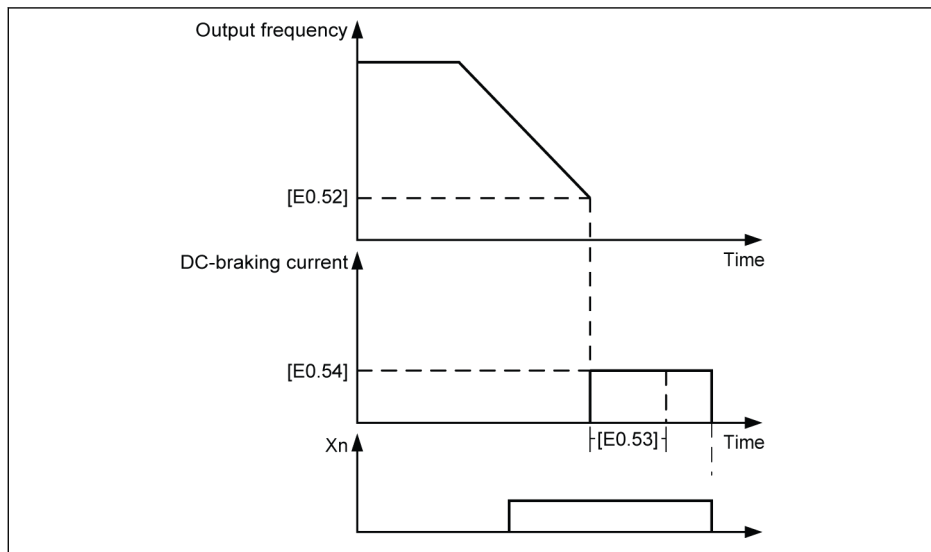 Output frequency
[E0.52]
Time
DC-braking current
[E0.54]
[E0.53]
Time
Xn